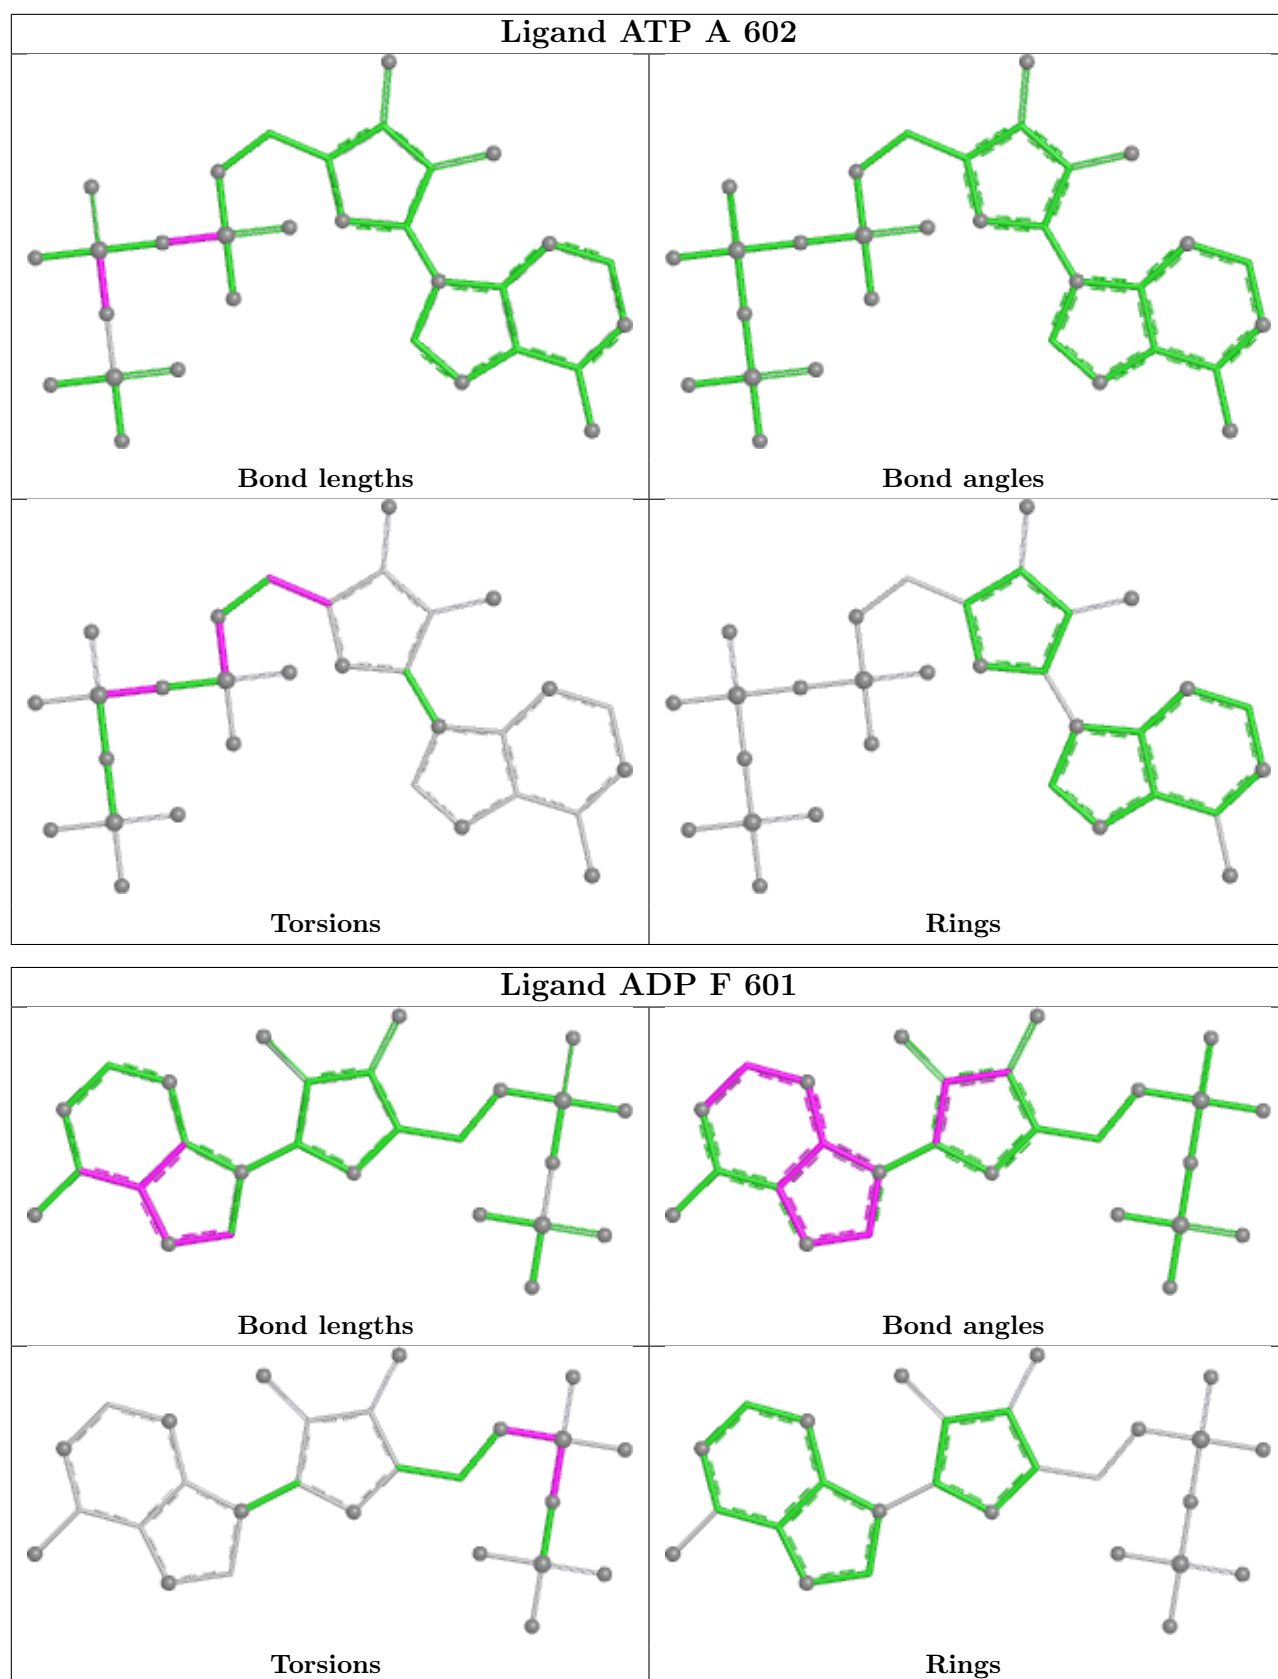 Ligand ATP A 602
Bond lengths
Bond angles
Torsions
Rings
Ligand ADP F 601
Bond lengths
Bond angles
Torsions
Rings